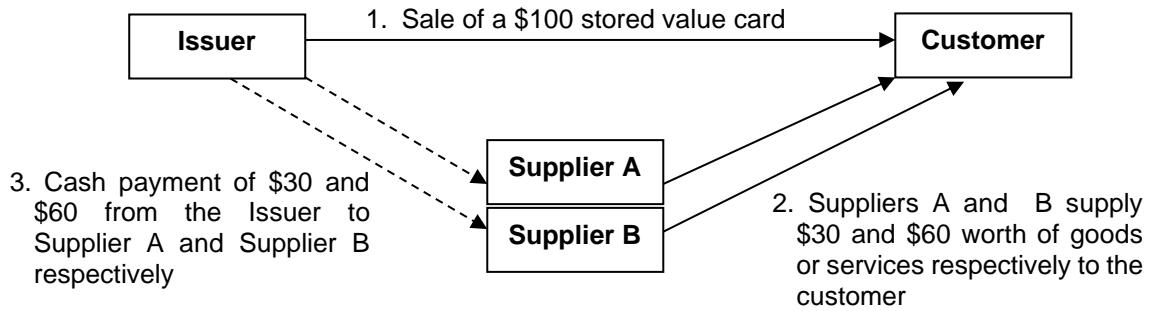 1. Sale of a $100 stored value card
Issuer
Customer
Supplier A
Supplier B
3. Cash payment of $30 and
$60 from the Issuer to
Supplier A and Supplier B
respectively
2. Suppliers A and B supply
$30 and $60 worth of goods
or services respectively to the
customer